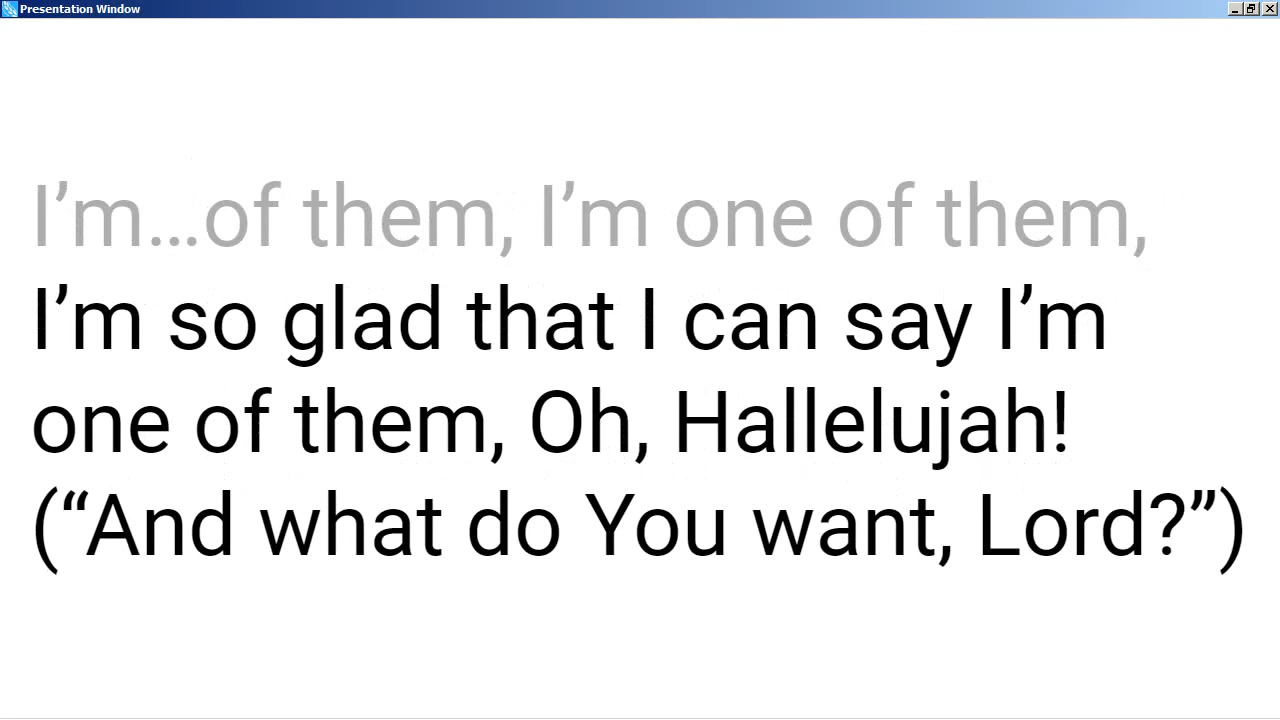 Presentation Window
I’m…of them, I’m one of them,
I’m so glad that I can say I’m
one of them, Oh, Hallelujah!
(“And what do You want, Lord?”)